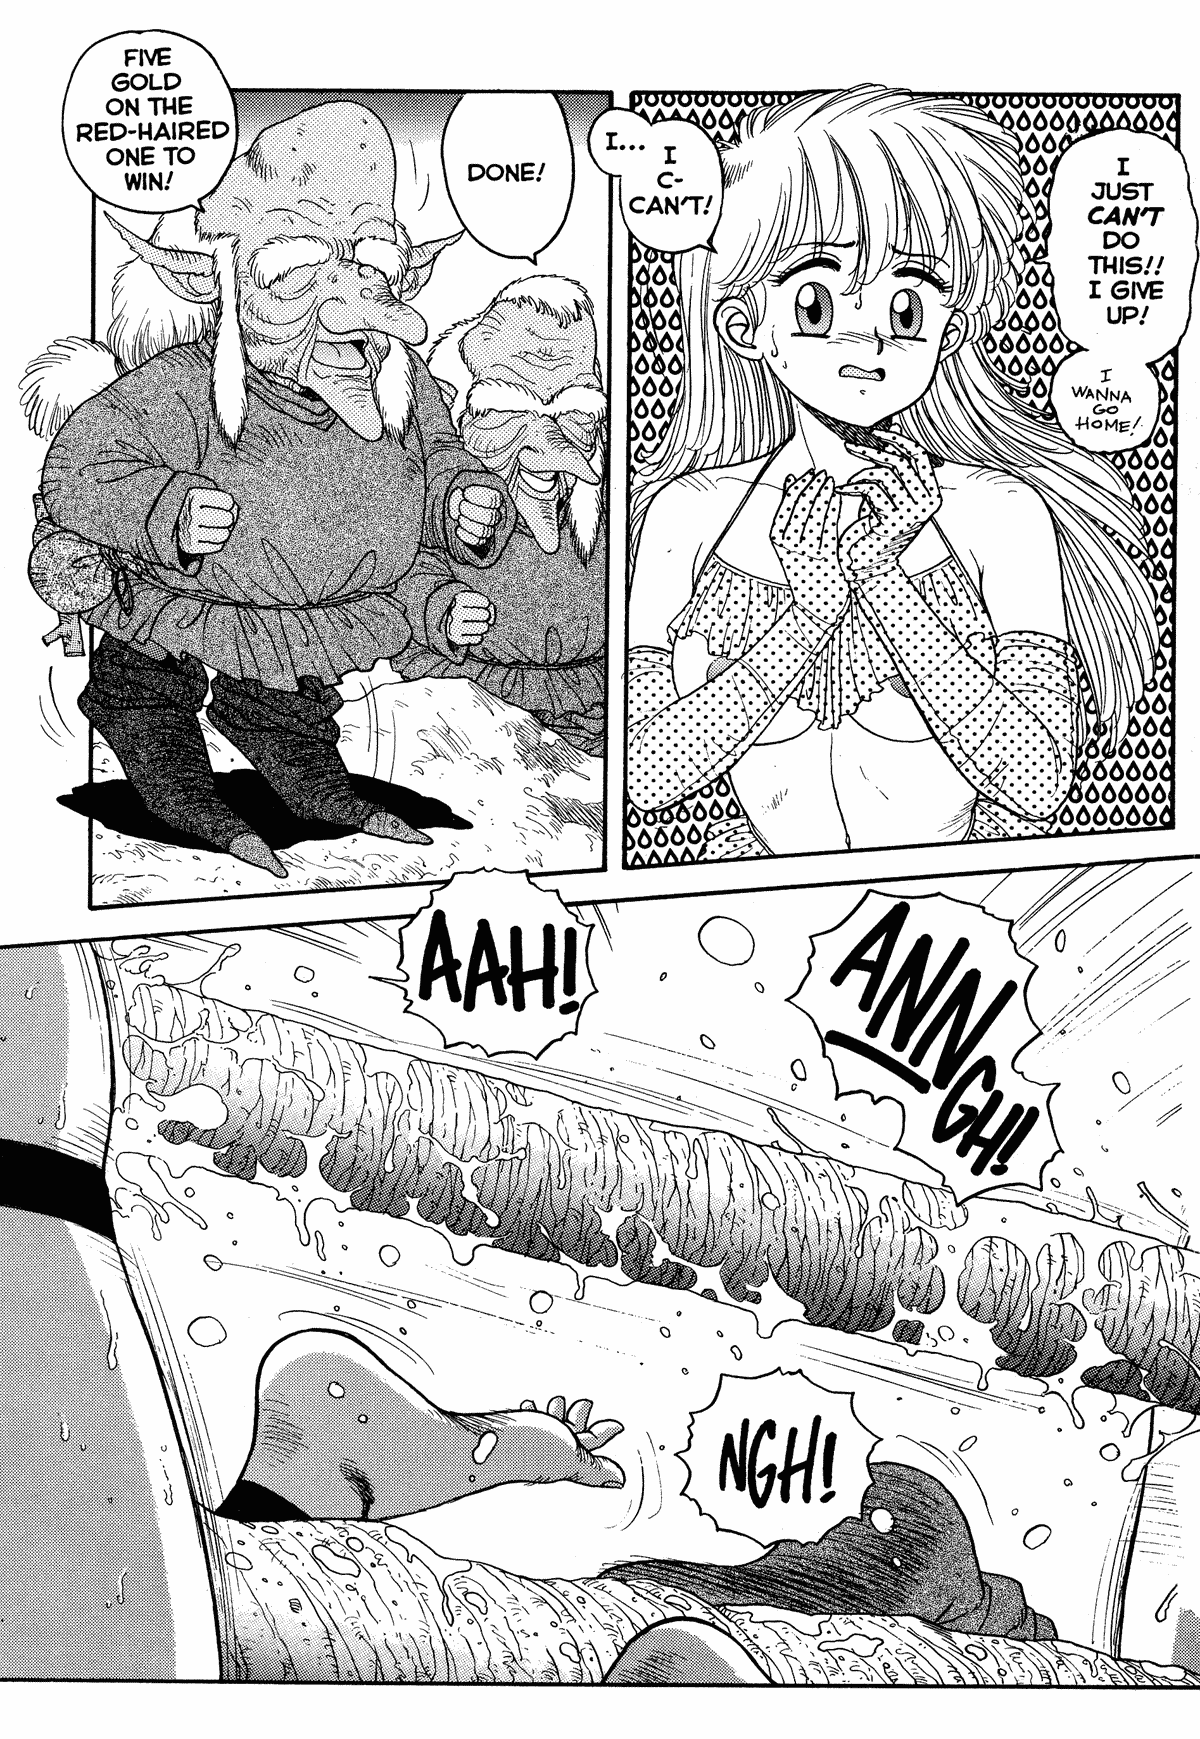 FIVE
GOLD
ON THE
RED-HAIRED
ONE TO
WIN!
DONE!
I...
I
C-
CAN'T!
I
JUST
CAN'T
DO
THIS!!
I GIVE
UP!
I
WANNA
GO
HOME!
AAH!
ANNGH!
NGH!